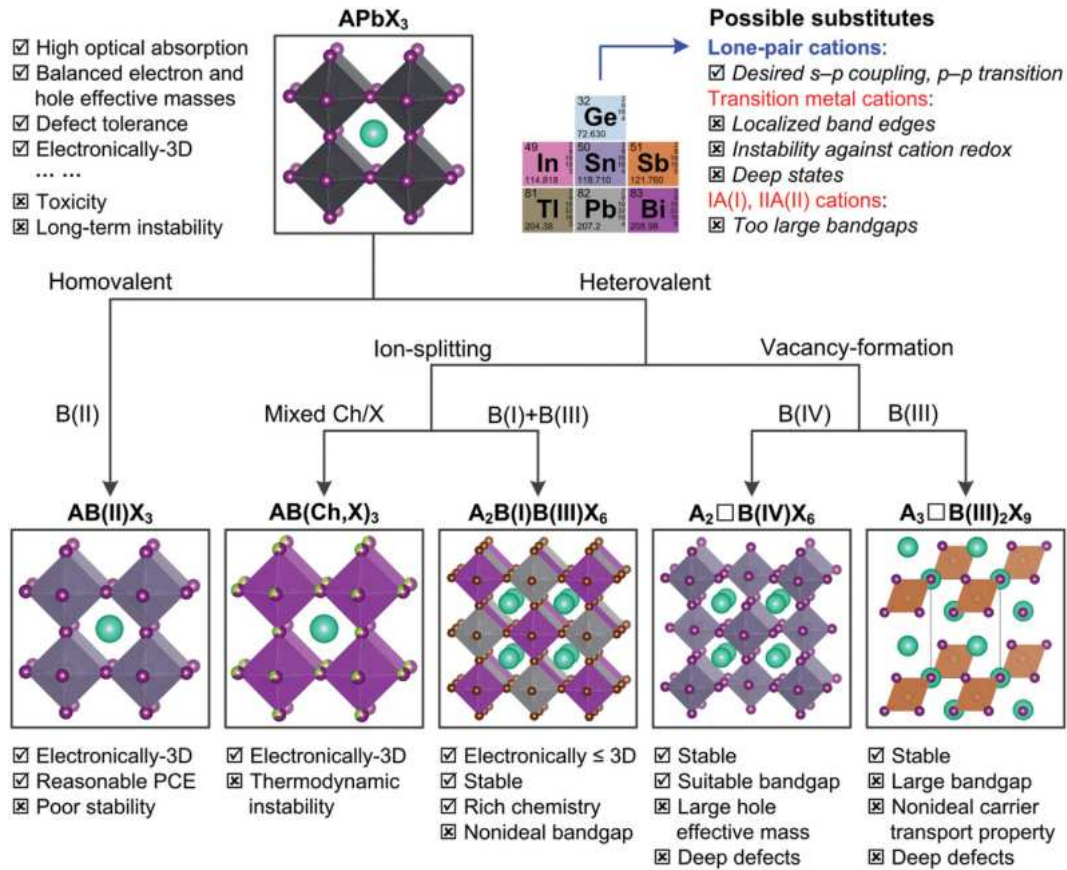 APbX₃
☑ High optical absorption
☑ Balanced electron and
hole effective masses
☑ Defect tolerance
☑ Electronically-3D
... ...
☒ Toxicity
☒ Long-term instability
32
Ge
72.630
49
In
114.818
50
Sn
118.710
51
Sb
121.760
81
Tl
204.38
82
Pb
207.2
83
Bi
208.98
Possible substitutes
Lone-pair cations:
☑ Desired s–p coupling, p–p transition
Transition metal cations:
☒ Localized band edges
☒ Instability against cation redox
☒ Deep states
IA(I), IIA(II) cations:
☒ Too large bandgaps
Homovalent
Heterovalent
Ion-splitting
Vacancy-formation
B(II)
Mixed Ch/X
B(I)+B(III)
B(IV)
B(III)
AB(II)X₃
☑ Electronically-3D
☑ Reasonable PCE
☒ Poor stability
AB(Ch,X)₃
☑ Electronically-3D
☒ Thermodynamic
instability
A₂B(I)B(III)X₆
☑ Electronically ≤ 3D
☑ Stable
☑ Rich chemistry
☒ Nonideal bandgap
A₂□B(IV)X₆
☑ Stable
☑ Suitable bandgap
☒ Large hole
effective mass
☒ Deep defects
A₃□B(III)₂X₉
☑ Stable
☒ Large bandgap
☒ Nonideal carrier
transport property
☒ Deep defects